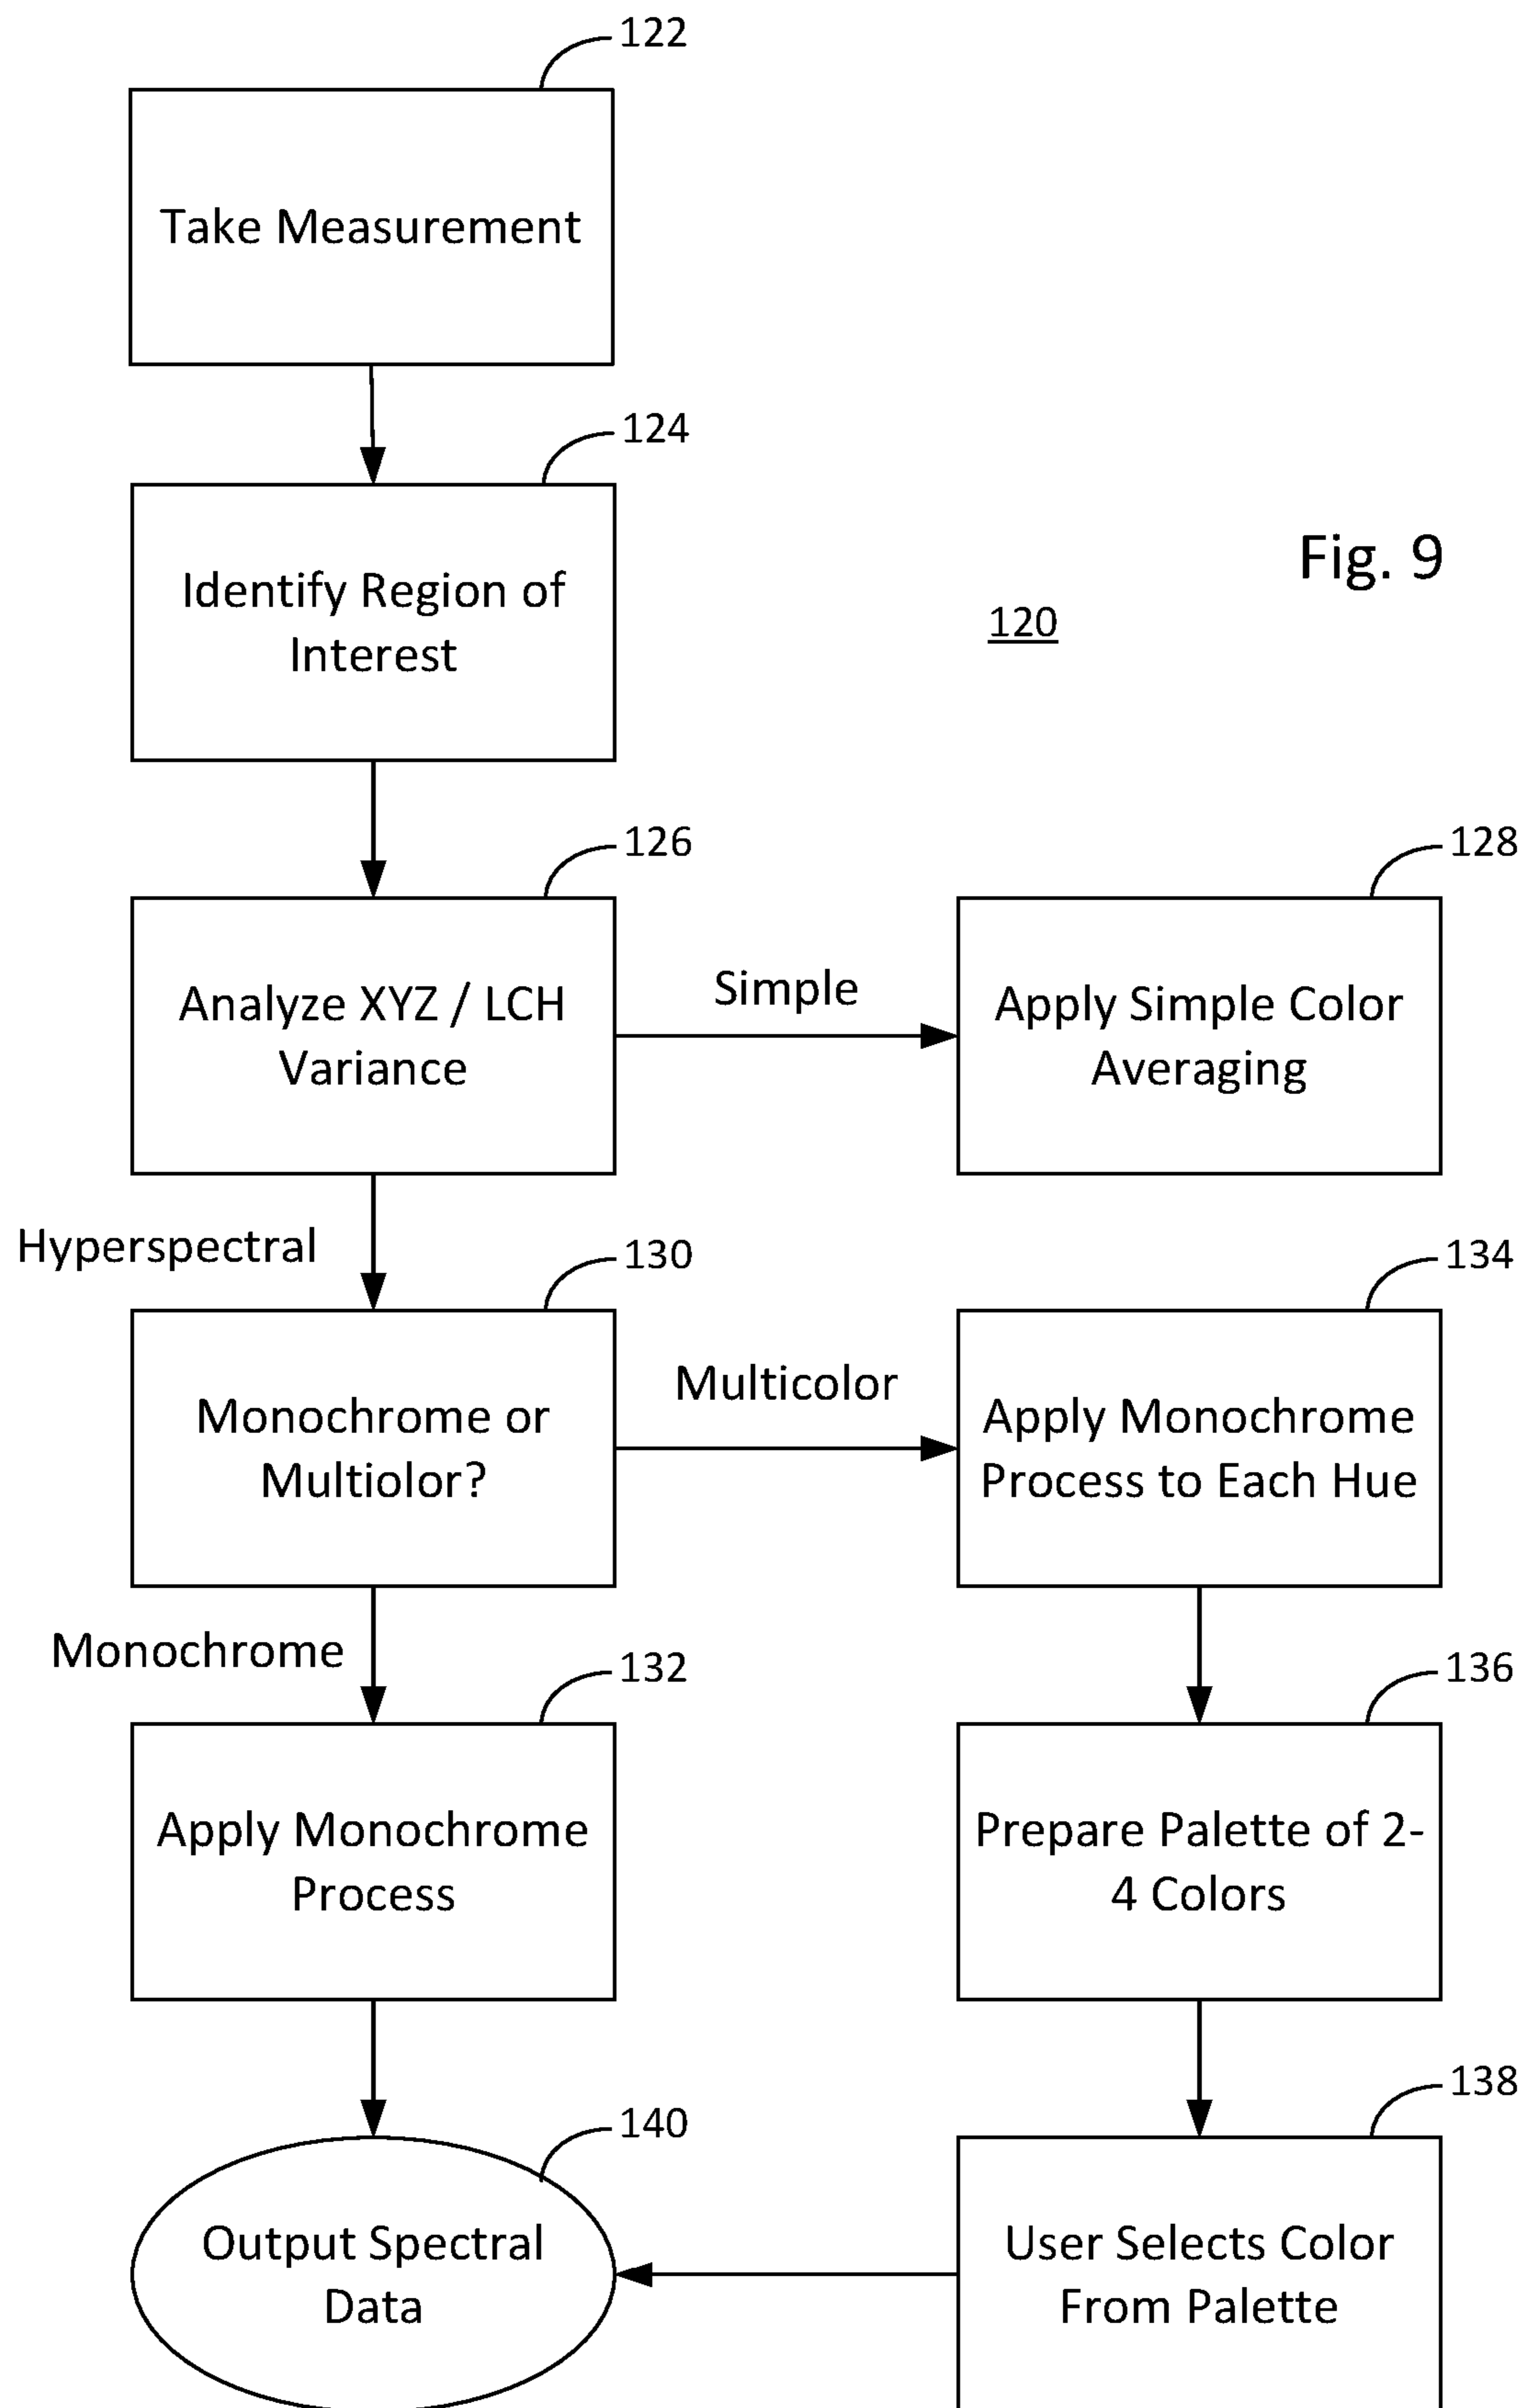 122
Take Measurement
124
Identify Region of
Interest
Fig. 9
120
126
128
Analyze XYZ / LCH
Variance
Simple
Apply Simple Color
Averaging
Hyperspectral
130
134
Monochrome or
Multiolor?
Multicolor
Apply Monochrome
Process to Each Hue
Monochrome
132
136
Apply Monochrome
Process
Prepare Palette of 2-
4 Colors
140
138
Output Spectral
Data
User Selects Color
From Palette